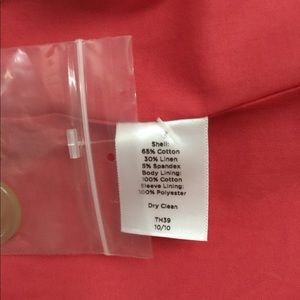 Shell:
65% Cotton
30% Linen
5% Spandex
Body Lining:
100% Cotton
Sleeve Lining:
100% Polyester
Dry Clean
TH39
10/10